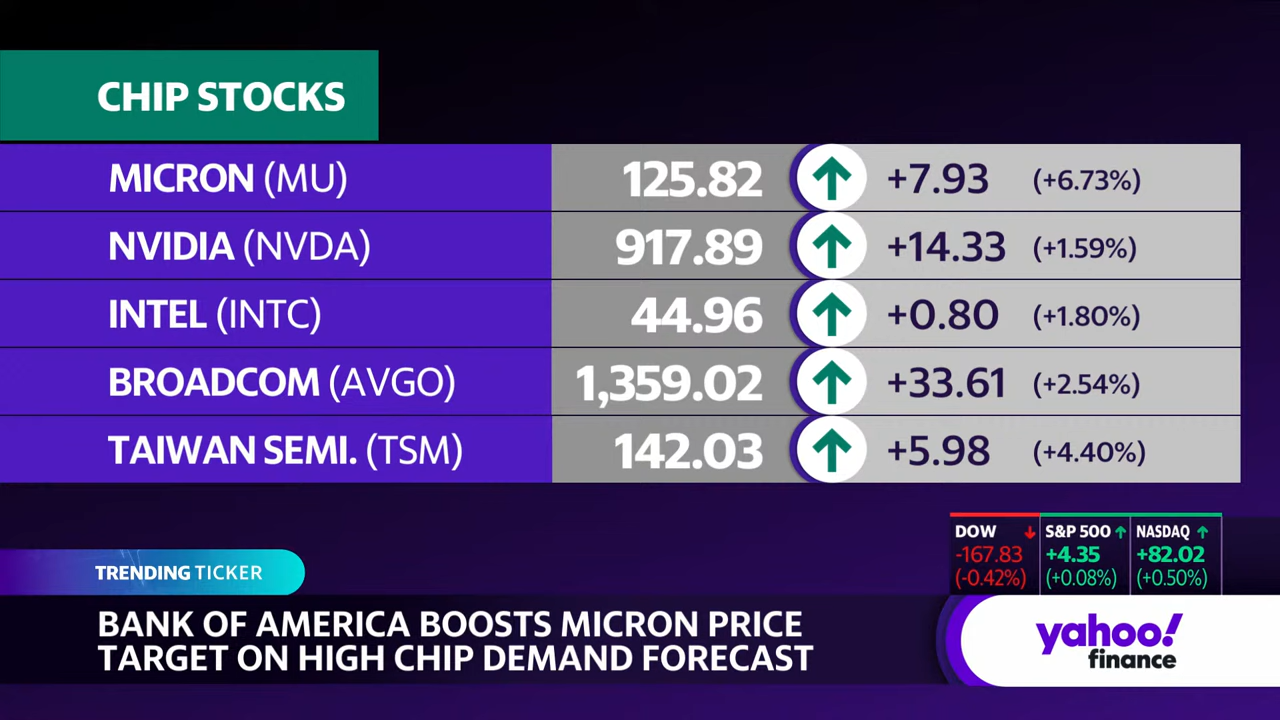 CHIP STOCKS
MICRON (MU) 125.82 +7.93 (+6.73%)
NVIDIA (NVDA) 917.89 +14.33 (+1.59%)
INTEL (INTC) 44.96 +0.80 (+1.80%)
BROADCOM (AVGO) 1,359.02 +33.61 (+2.54%)
TAIWAN SEMI. (TSM) 142.03 +5.98 (+4.40%)
DOW S&P 500 NASDAQ
-167.83 +4.35 +82.02
(-0.42%) (+0.08%) (+0.50%)
TRENDING TICKER
BANK OF AMERICA BOOSTS MICRON PRICE
TARGET ON HIGH CHIP DEMAND FORECAST
yahoo!
finance